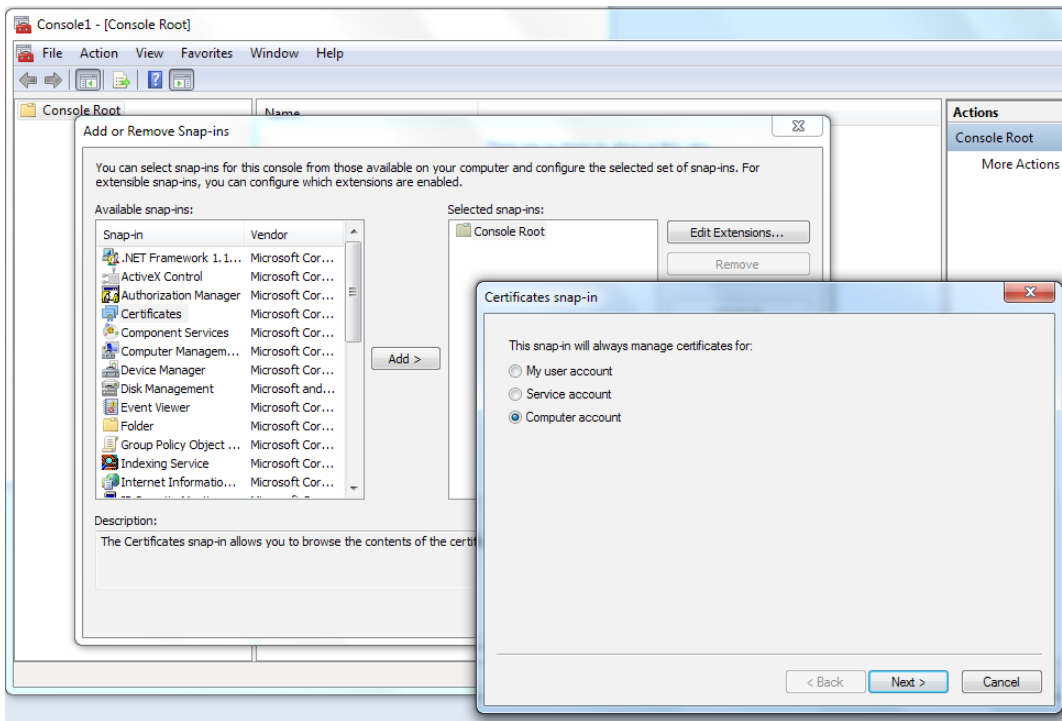 Console1 - [Console Root]
File Action View Favorites Window Help
Console Root
Name
Actions
Console Root
More Actions
Add or Remove Snap-ins
You can select snap-ins for this console from those available on your computer and configure the selected set of snap-ins. For
extensible snap-ins, you can configure which extensions are enabled.
Available snap-ins:
Selected snap-ins:
Snap-in Vendor
.NET Framework 1.1... Microsoft Cor...
ActiveX Control Microsoft Cor...
Authorization Manager Microsoft Cor...
Certificates Microsoft Cor...
Component Services Microsoft Cor...
Computer Managem... Microsoft Cor...
Device Manager Microsoft Cor...
Disk Management Microsoft and...
Event Viewer Microsoft Cor...
Folder Microsoft Cor...
Group Policy Object ... Microsoft Cor...
Indexing Service Microsoft Cor...
Internet Informatio... Microsoft Cor...
Add >
Console Root
Edit Extensions...
Remove
Description:
The Certificates snap-in allows you to browse the contents of the certif
Certificates snap-in
This snap-in will always manage certificates for:
My user account
Service account
Computer account
< Back Next > Cancel